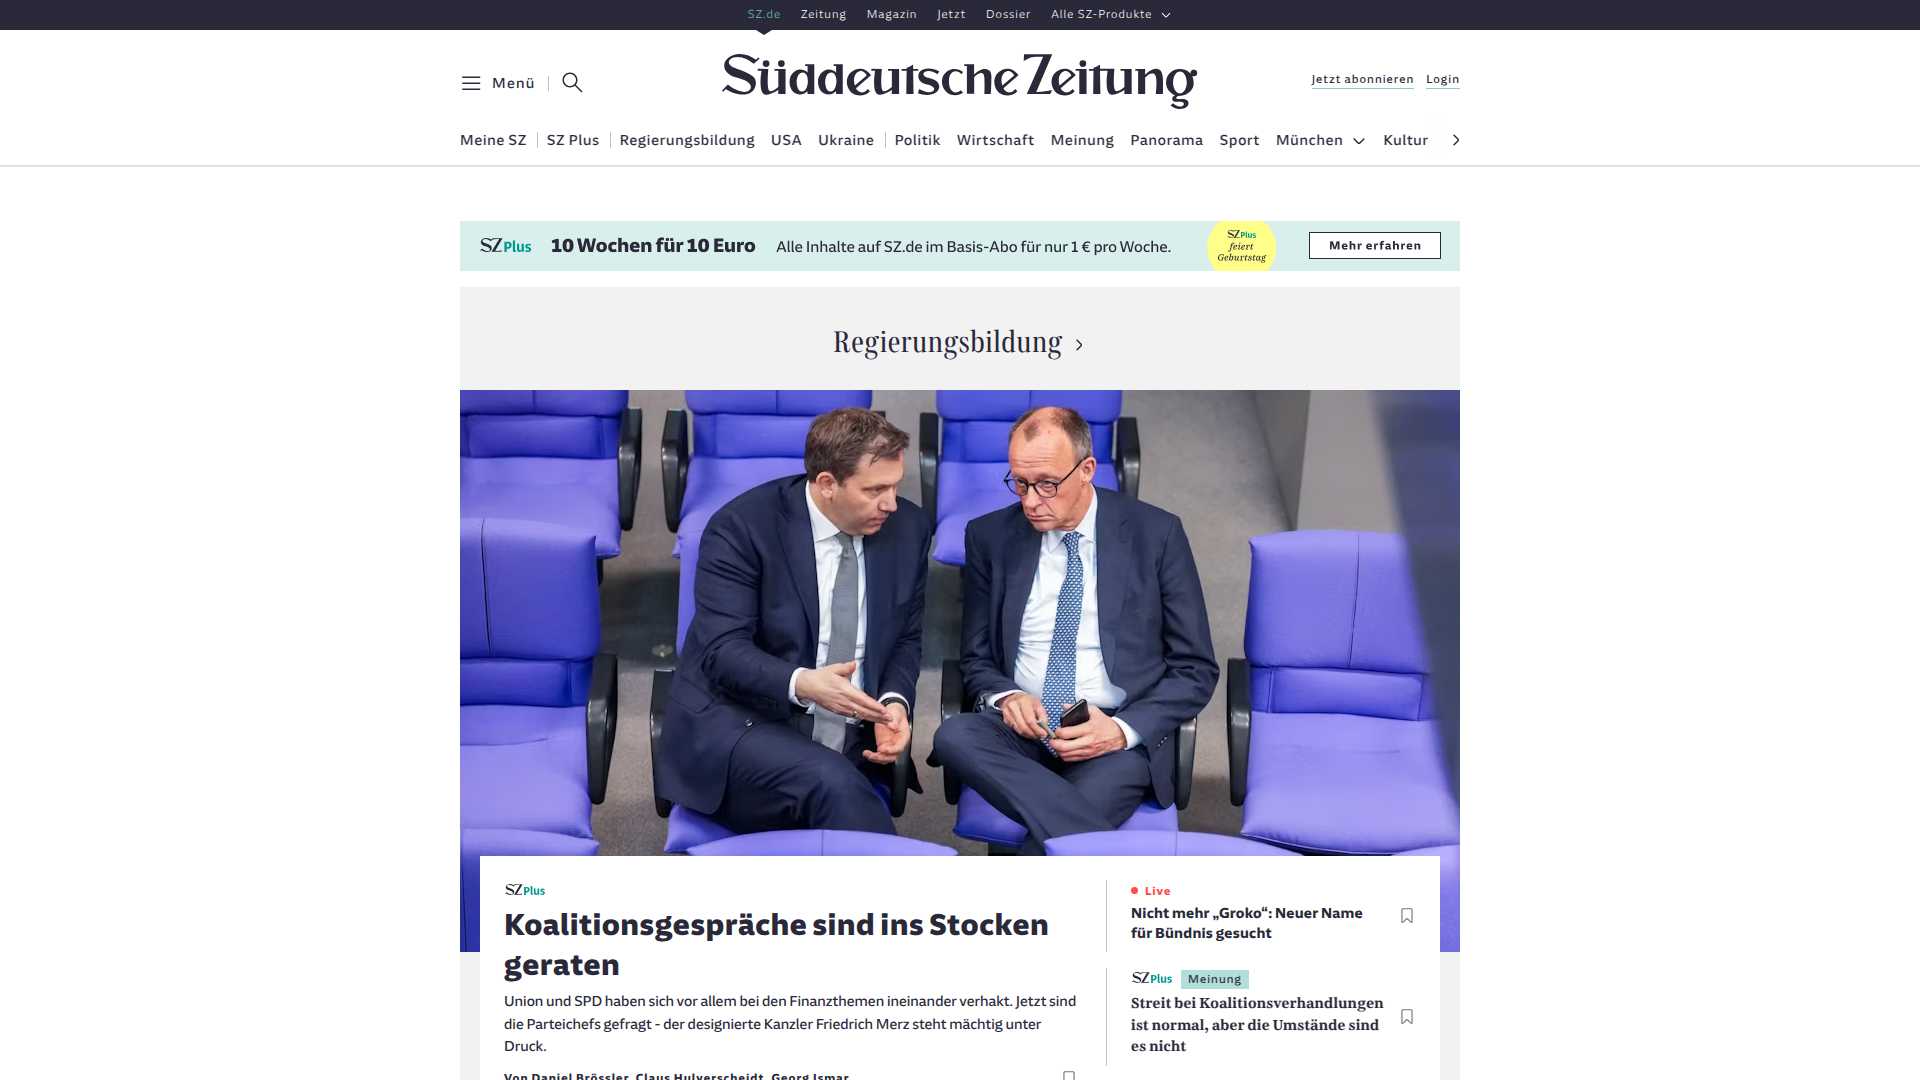 SZ.de Zeitung Magazin Jetzt Dossier Alle SZ-Produkte
Menü
Süddeutsche Zeitung
Jetzt abonnieren Login
Meine SZ SZ Plus Regierungsbildung USA Ukraine Politik Wirtschaft Meinung Panorama Sport München Kultur
SZ Plus 10 Wochen für 10 Euro Alle Inhalte auf SZ.de im Basis-Abo für nur 1 € pro Woche.
SZ Plus
feiert
Geburtstag
Mehr erfahren
Regierungsbildung
SZ Plus
Koalitionsgespräche sind ins Stocken
geraten
Union und SPD haben sich vor allem bei den Finanzthemen ineinander verhakt. Jetzt sind
die Parteichefs gefragt - der designierte Kanzler Friedrich Merz steht mächtig unter
Druck.
Von Daniel Brössler, Claus Hulverscheidt, Georg Ismar
Live
Nicht mehr „Groko“: Neuer Name
für Bündnis gesucht
SZ Plus Meinung
Streit bei Koalitionsverhandlungen
ist normal, aber die Umstände sind
es nicht